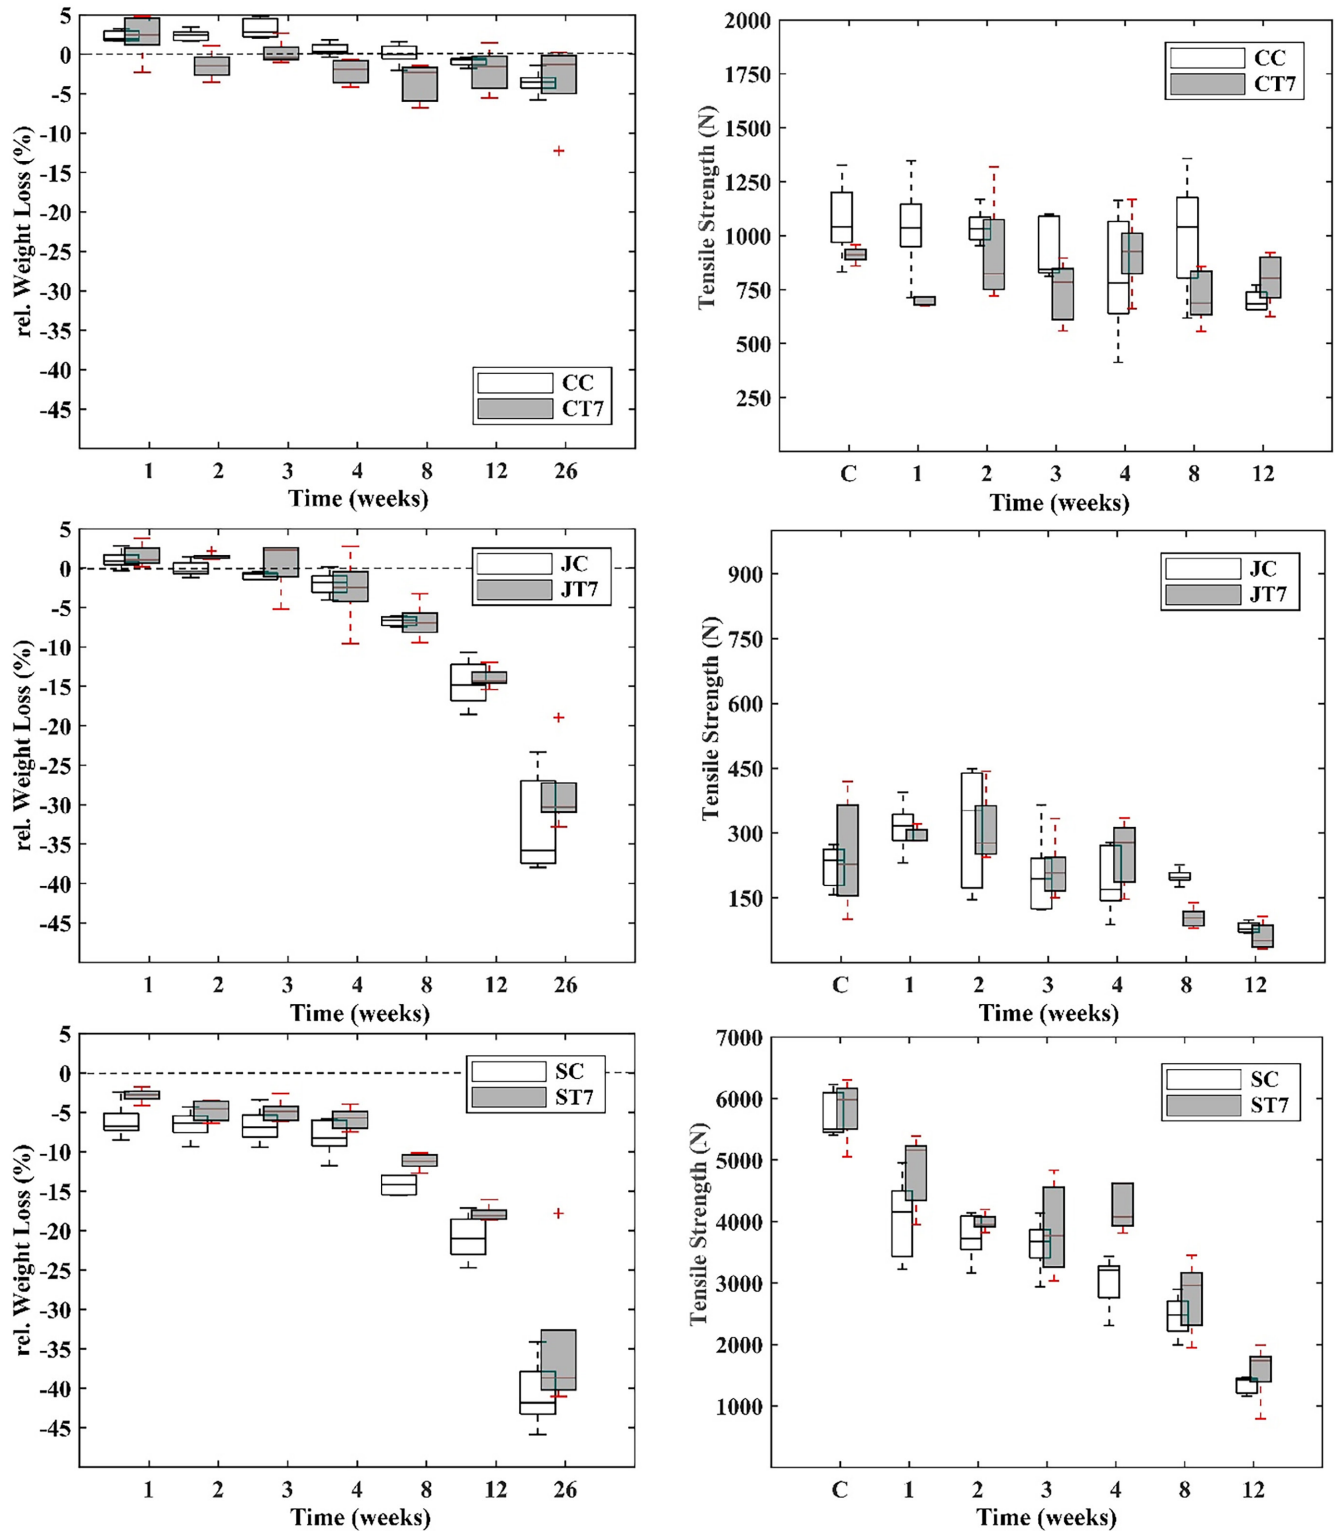 5
0
-5
-10
-15
-20
-25
-30
-35
-40
-45
rel. Weight Loss (%)
CC
CT7
1 2 3 4 8 12 26
Time (weeks)
2000
1750
1500
1250
1000
750
500
250
Tensile Strength (N)
CC
CT7
C 1 2 3 4 8 12
Time (weeks)
5
0
-5
-10
-15
-20
-25
-30
-35
-40
-45
rel. Weight Loss (%)
JC
JT7
1 2 3 4 8 12 26
Time (weeks)
900
750
600
450
300
150
Tensile Strength (N)
JC
JT7
C 1 2 3 4 8 12
Time (weeks)
5
0
-5
-10
-15
-20
-25
-30
-35
-40
-45
rel. Weight Loss (%)
SC
ST7
1 2 3 4 8 12 26
Time (weeks)
7000
6000
5000
4000
3000
2000
1000
Tensile Strength (N)
SC
ST7
C 1 2 3 4 8 12
Time (weeks)